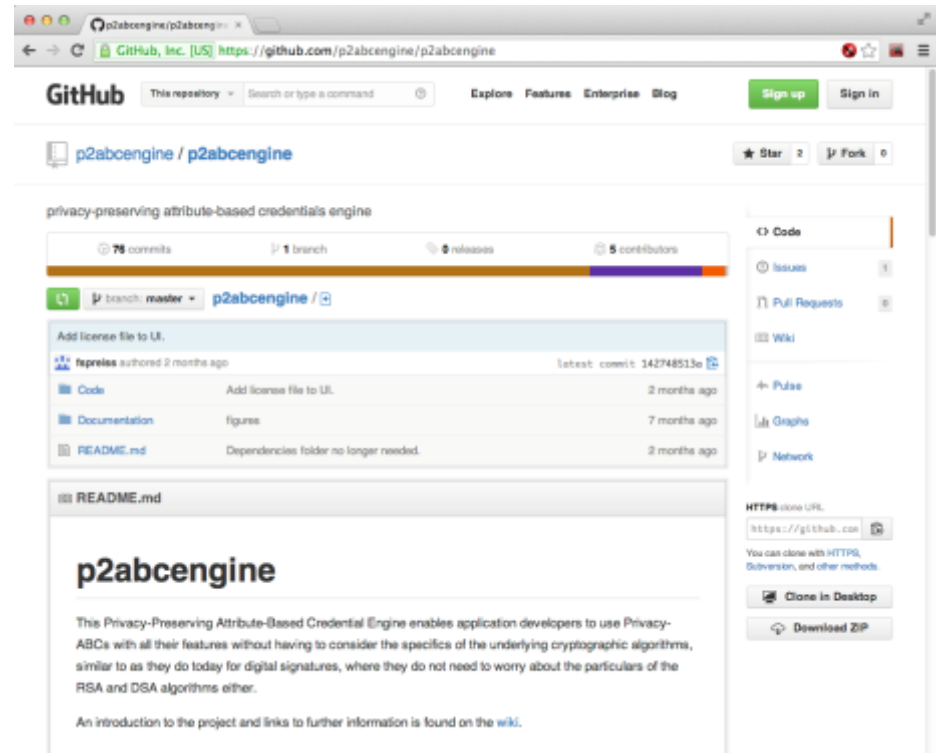 p2abcengine/p2abcengin
GitHub, Inc. [US] https://github.com/p2abcengine/p2abcengine
GitHub This repository Search or type a command Explore Features Enterprise Blog Sign up Sign in
p2abcengine / p2abcengine
Star 2 Fork 0
privacy-preserving attribute-based credentials engine
76 commits 1 branch 0 releases 5 contributors
branch: master p2abcengine /
Add license file to UI.
fspreiss authored 2 months ago latest commit 142748513e
Code Add license file to UI. 2 months ago
Documentation figures 7 months ago
README.md Dependencies folder no longer needed. 2 months ago
README.md
p2abcengine
This Privacy-Preserving Attribute-Based Credential Engine enables application developers to use Privacy-
ABCs with all their features without having to consider the specifics of the underlying cryptographic algorithms,
similar to as they do today for digital signatures, where they do not need to worry about the particulars of the
RSA and DSA algorithms either.
An introduction to the project and links to further information is found on the wiki.
Code
Issues 1
Pull Requests 0
Wiki
Pulse
Graphs
Network
HTTPS clone URL
https://github.com
You can clone with HTTPS,
Subversion, and other methods.
Clone in Desktop
Download ZIP